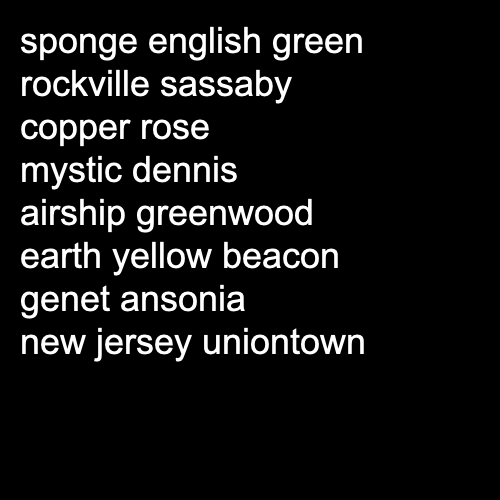 sponge english green
rockville sassaby
copper rose
mystic dennis
airship greenwood
earth yellow beacon
genet ansonia
new jersey uniontown